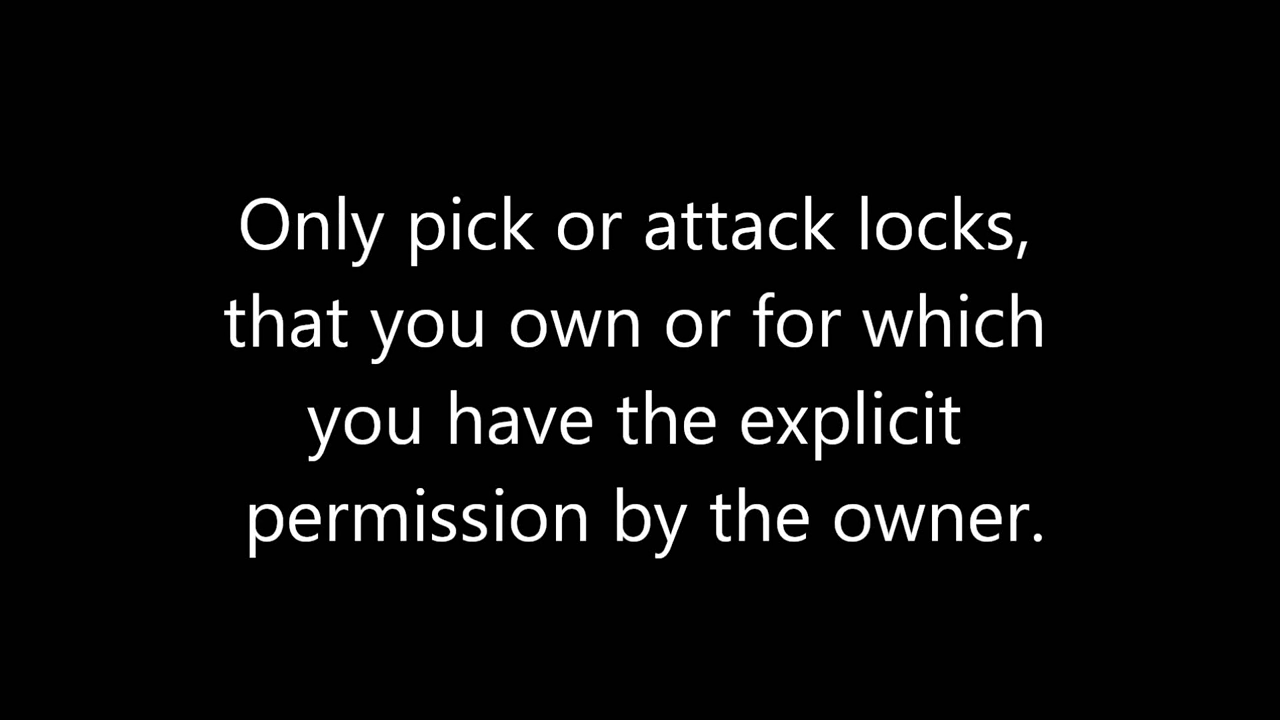 Only pick or attack locks,
that you own or for which
you have the explicit
permission by the owner.